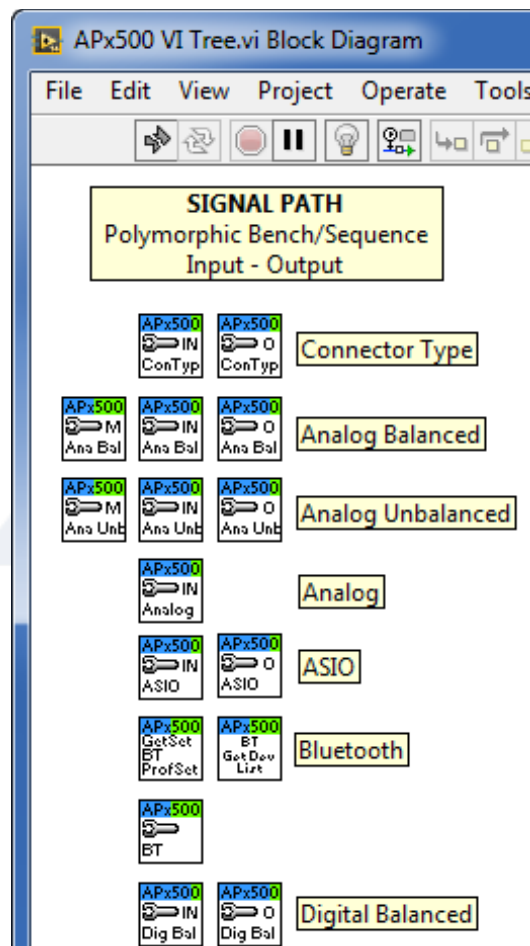 APx500 VI Tree.vi Block Diagram
File Edit View Project Operate Tools
SIGNAL PATH
Polymorphic Bench/Sequence
Input - Output
APx500 APx500
IN O
ConTyp ConTyp Connector Type
APx500 APx500 APx500
M IN O
Ana Bal Ana Bal Ana Bal Analog Balanced
APx500 APx500 APx500
M IN O
Ana Unb Ana Unb Ana Unb Analog Unbalanced
APx500
IN
Analog Analog
APx500 APx500
IN O
ASIO ASIO ASIO
APx500 APx500
GetSet BT
BT GetDev
ProfSet List
Bluetooth
APx500
BT
APx500 APx500
IN O
Dig Bal Dig Bal Digital Balanced